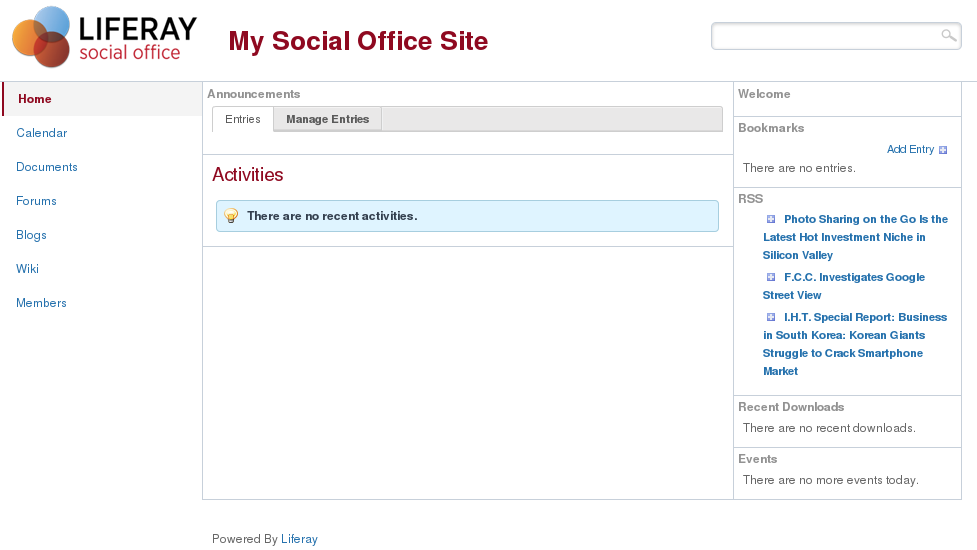 LIFERAY
social office
My Social Office Site
Home
Calendar
Documents
Forums
Blogs
Wiki
Members
Announcements
Entries
Manage Entries
Activities
There are no recent activities.
Welcome
Bookmarks
Add Entry
There are no entries.
RSS
Photo Sharing on the Go Is the
Latest Hot Investment Niche in
Silicon Valley
F.C.C. Investigates Google
Street View
I.H.T. Special Report: Business
in South Korea: Korean Giants
Struggle to Crack Smartphone
Market
Recent Downloads
There are no recent downloads.
Events
There are no more events today.
Powered By Liferay